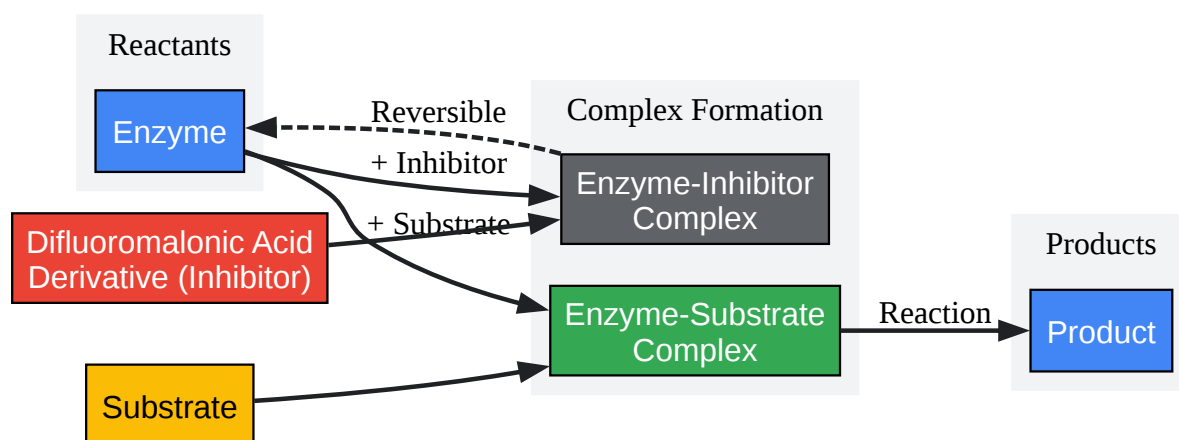 Reactants
Enzyme
Reversible
+ Inhibitor
+ Substrate
Complex Formation
Enzyme-Inhibitor
Complex
Difluoromalonic Acid
Derivative (Inhibitor)
Enzyme-Substrate
Complex
Reaction
Products
Product
Substrate